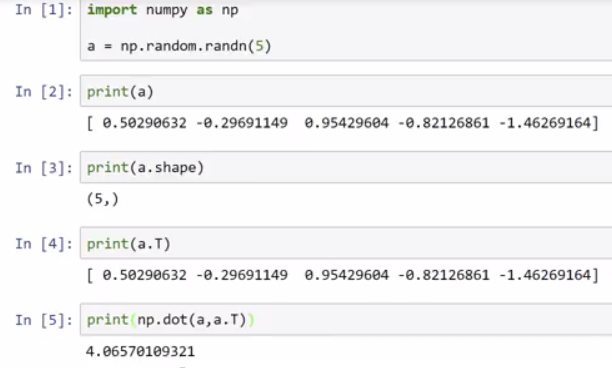 In [1]: import numpy as np
a = np.random.randn(5)
In [2]: print(a)
[ 0.50290632 -0.29691149  0.95429604 -0.82126861 -1.46269164]
In [3]: print(a.shape)
(5,)
In [4]: print(a.T)
[ 0.50290632 -0.29691149  0.95429604 -0.82126861 -1.46269164]
In [5]: print(np.dot(a,a.T))
4.06570109321